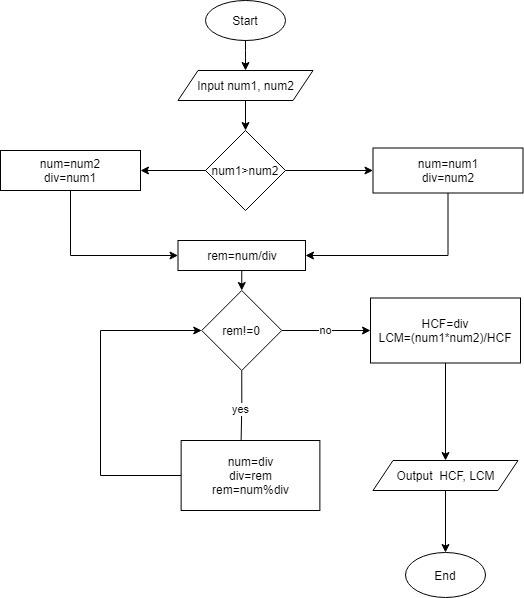 Start
Input num1, num2
num1>num2
num=num2
div=num1
num=num1
div=num2
rem=num/div
rem!=0
no
HCF=div
LCM=(num1*num2)/HCF
yes
num=div
div=rem
rem=num%div
Output HCF, LCM
End